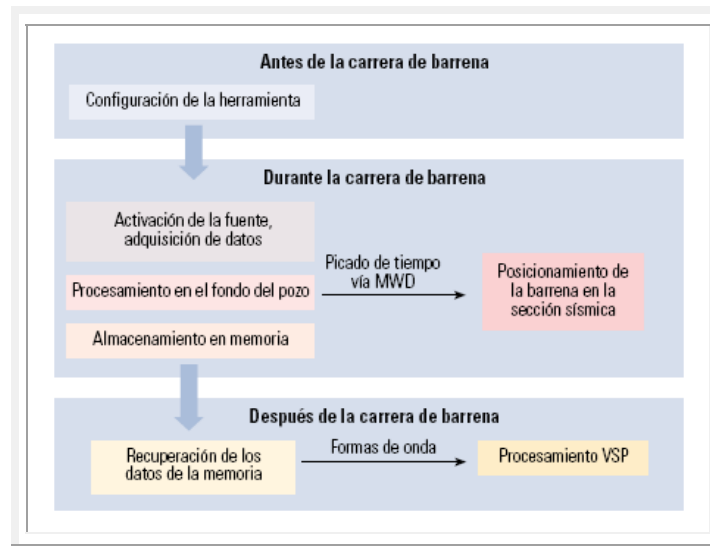 Antes de la carrera de barrena
Configuración de la herramienta
Durante la carrera de barrena
Activación de la fuente,
adquisición de datos
Procesamiento en el fondo del pozo
Almacenamiento en memoria
Picado de tiempo
vía MWD
Posicionamiento de
la barrena en la
sección sísmica
Después de la carrera de barrena
Recuperación de los
datos de la memoria
Formas de onda
Procesamiento VSP